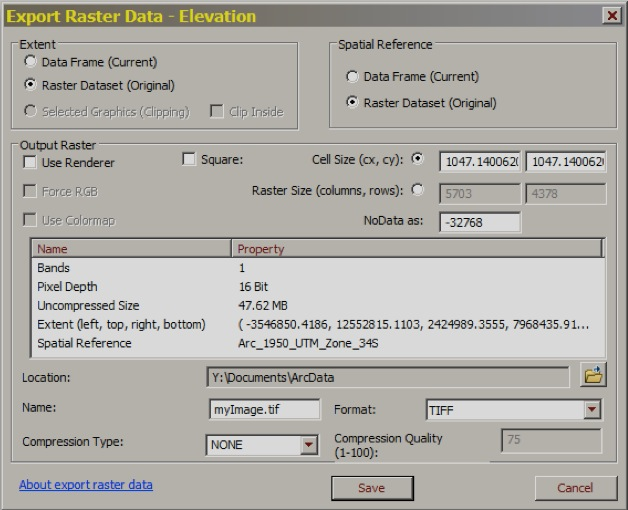 Export Raster Data - Elevation
Extent
Data Frame (Current)
Raster Dataset (Original)
Selected Graphics (Clipping) Clip Inside
Spatial Reference
Data Frame (Current)
Raster Dataset (Original)
Output Raster
Use Renderer Square: Cell Size (cx, cy): 1047.1400620 1047.1400620
Force RGB Raster Size (columns, rows): 5703 4378
Use Colormap NoData as: -32768
Name Property
Bands 1
Pixel Depth 16 Bit
Uncompressed Size 47.62 MB
Extent (left, top, right, bottom) ( -3546850.4186, 12552815.1103, 2424989.3555, 7968435.91...
Spatial Reference Arc_1950_UTM_Zone_34S
Location: Y:\Documents\ArcData
Name: myImage.tif Format: TIFF
Compression Type: NONE Compression Quality
(1-100): 75
About export raster data Save Cancel